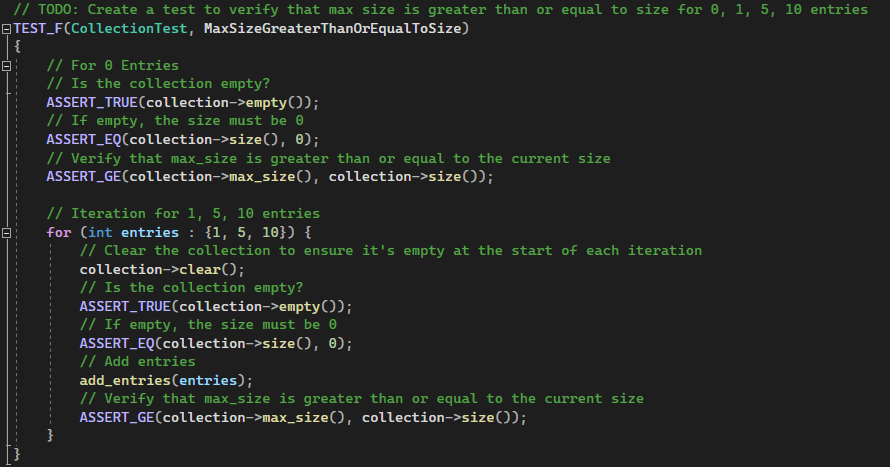 // TODO: Create a test to verify that max size is greater than or equal to size for 0, 1, 5, 10 entries
TEST_F(CollectionTest, MaxSizeGreaterThanOrEqualToSize)
{
    // For 0 Entries
    // Is the collection empty?
    ASSERT_TRUE(collection->empty());
    // If empty, the size must be 0
    ASSERT_EQ(collection->size(), 0);
    // Verify that max_size is greater than or equal to the current size
    ASSERT_GE(collection->max_size(), collection->size());

    // Iteration for 1, 5, 10 entries
    for (int entries : {1, 5, 10}) {
        // Clear the collection to ensure it's empty at the start of each iteration
        collection->clear();
        // Is the collection empty?
        ASSERT_TRUE(collection->empty());
        // If empty, the size must be 0
        ASSERT_EQ(collection->size(), 0);
        // Add entries
        add_entries(entries);
        // Verify that max_size is greater than or equal to the current size
        ASSERT_GE(collection->max_size(), collection->size());
    }
}